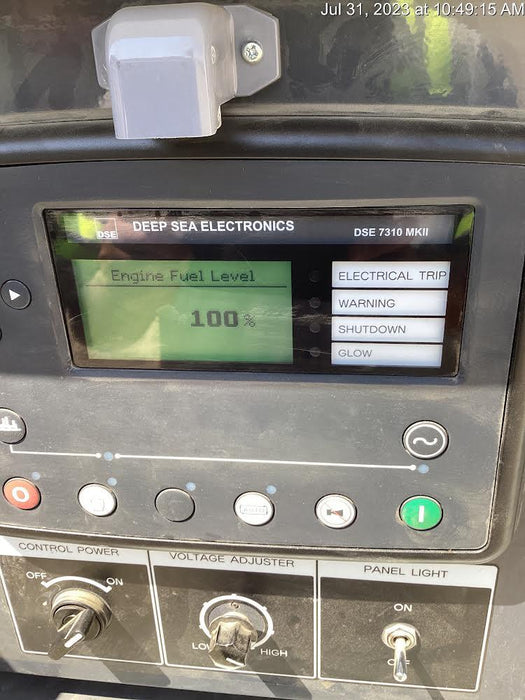 Jul 31, 2023 at 10:49:15 AM
DSE DEEP SEA ELECTRONICS DSE 7310 MKII
Engine Fuel Level
100%
ELECTRICAL TRIP
WARNING
SHUTDOWN
GLOW
CONTROL POWER
OFF ON
VOLTAGE ADJUSTER
LOW HIGH
PANEL LIGHT
ON
OFF